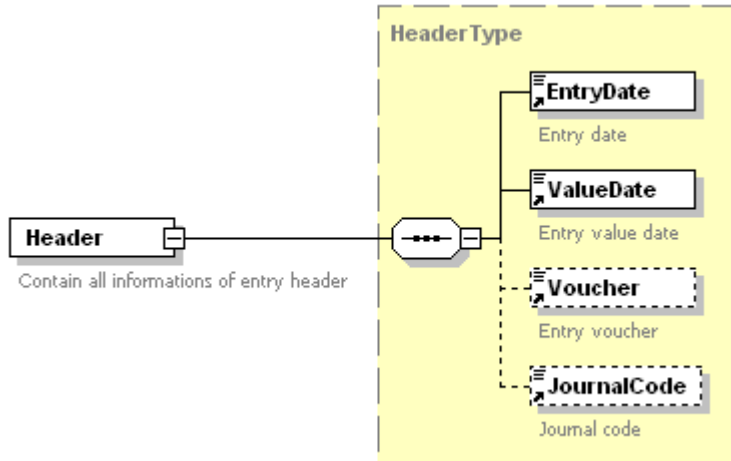 HeaderType
EntryDate
Entry date
ValueDate
Entry value date
Header
Contain all informations of entry header
Voucher
Entry voucher
JournalCode
Journal code